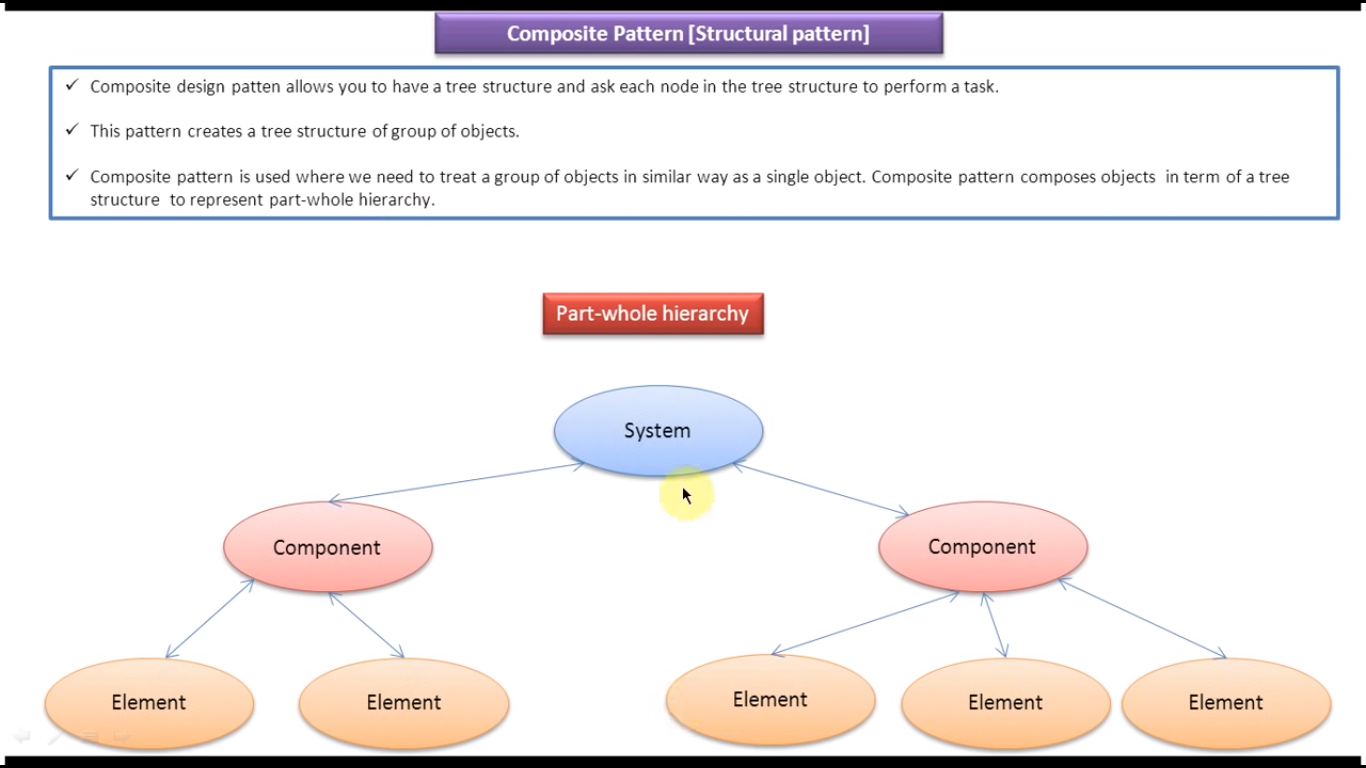 Composite Pattern [Structural pattern]
✓ Composite design patten allows you to have a tree structure and ask each node in the tree structure to perform a task.
✓ This pattern creates a tree structure of group of objects.
✓ Composite pattern is used where we need to treat a group of objects in similar way as a single object. Composite pattern composes objects in term of a tree
structure to represent part-whole hierarchy.
Part-whole hierarchy
System
Component
Component
Element
Element
Element
Element
Element